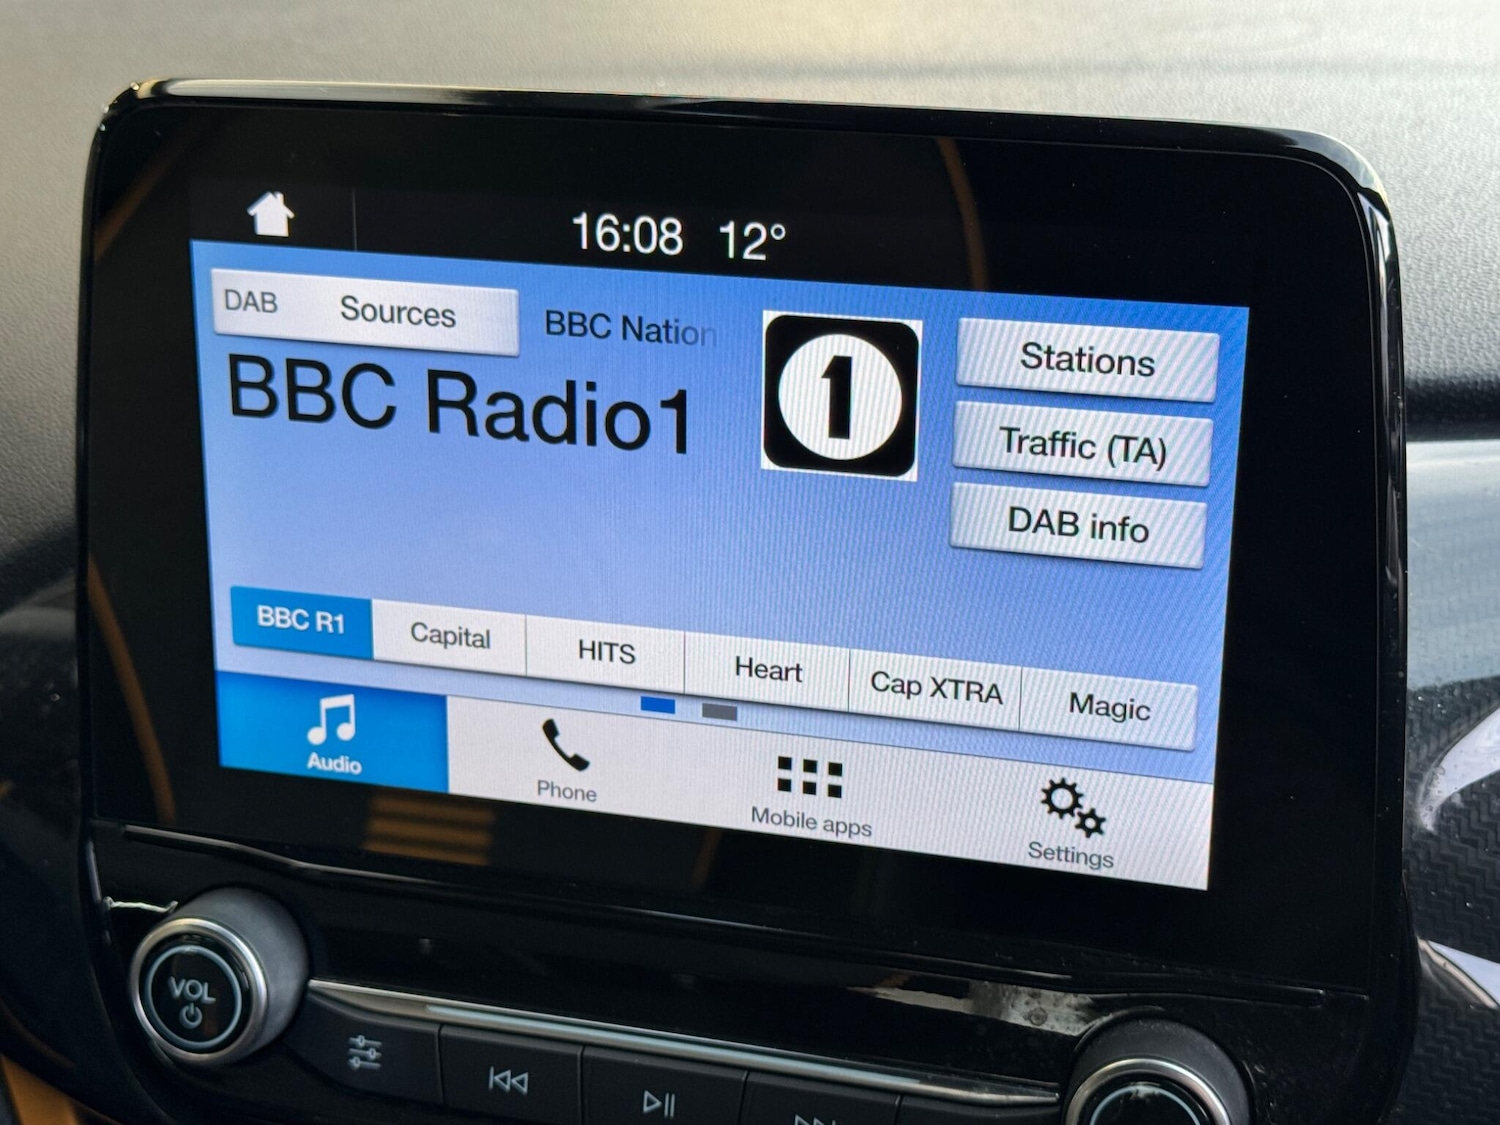 16:08 12°
DAB Sources
BBC Nation
BBC Radio1
1
Stations
Traffic (TA)
DAB info
BBC R1
Capital
HITS
Heart
Cap XTRA
Magic
Audio
Phone
Mobile apps
Settings
VOL